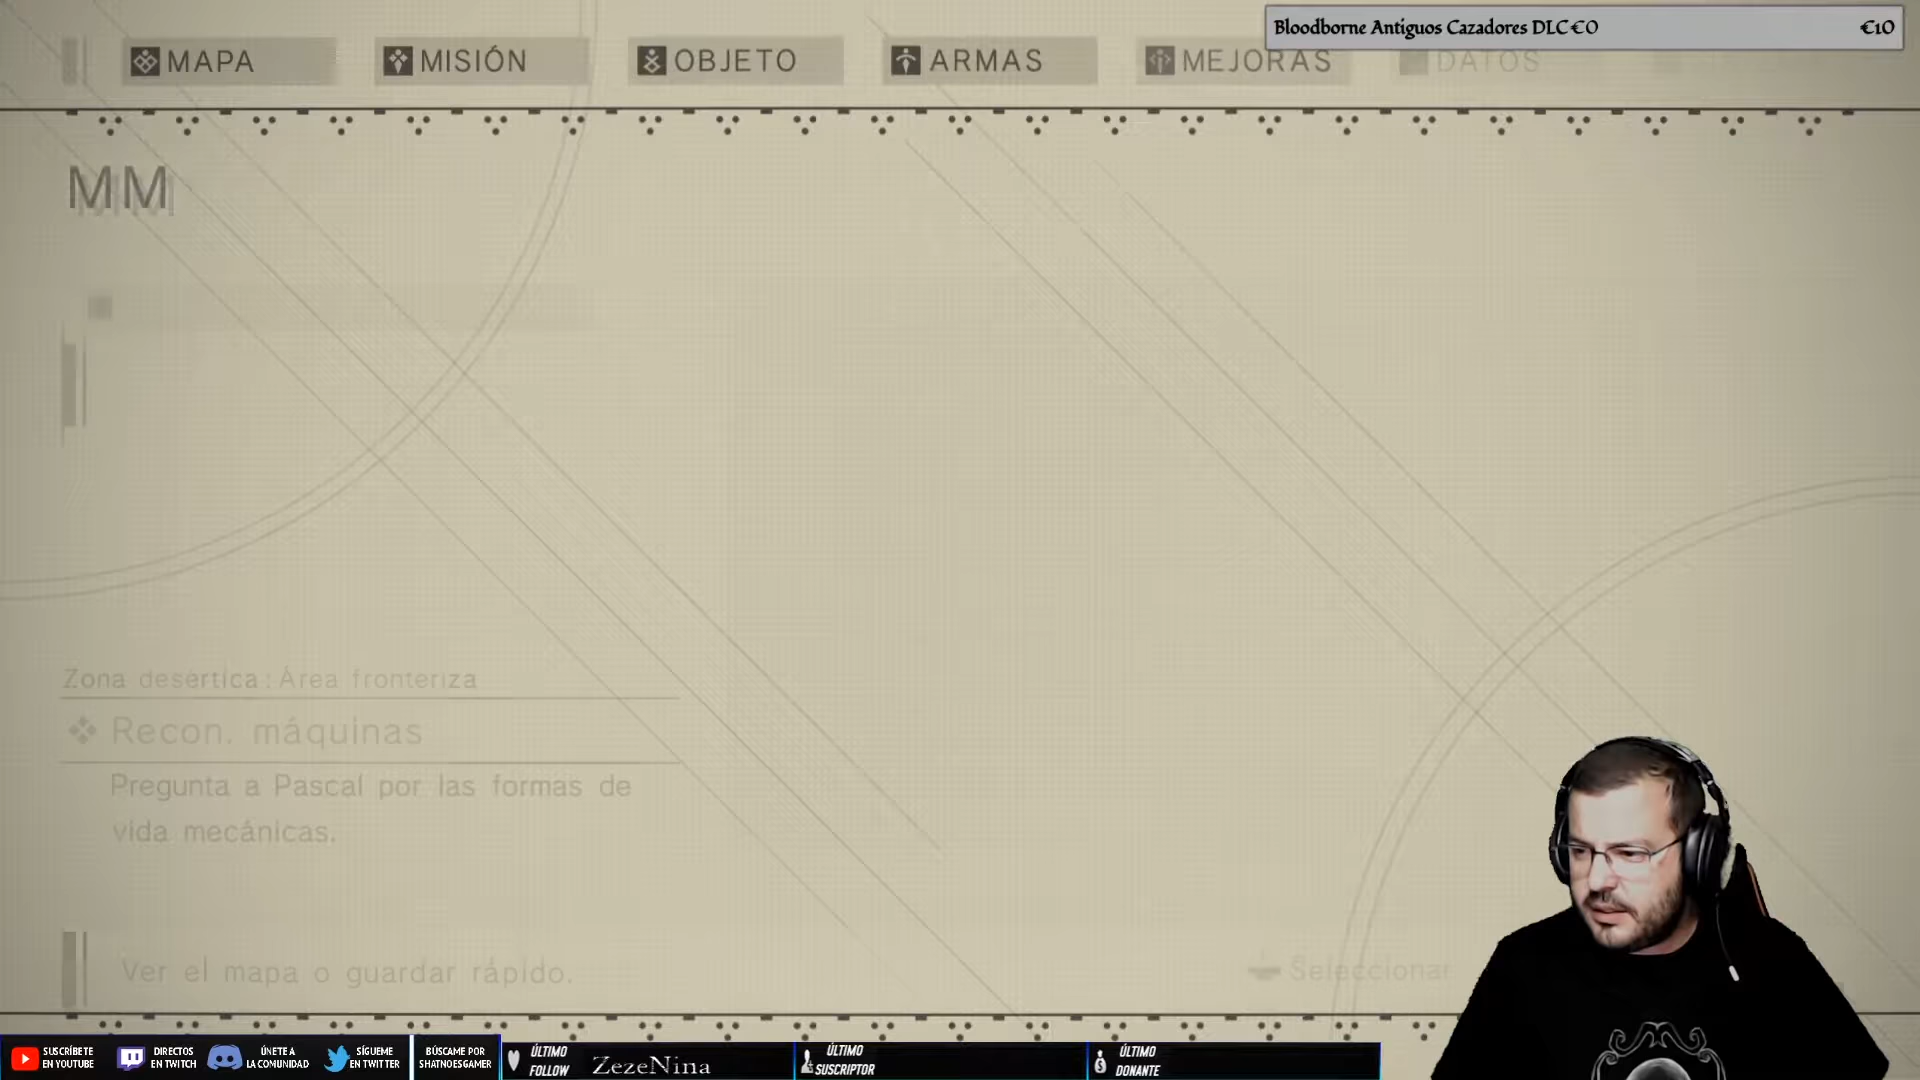 Bloodborne Antiguos Cazadores DLC €0 €10
MAPA MISIÓN OBJETO ARMAS MEJORAS DATOS
MM
Zona desértica: Área fronteriza
Recon. máquinas
Pregunta a Pascal por las formas de
vida mecánicas.
Ver el mapa o guardar rápido.
Seleccionar
SUSCRÍBETE
EN YOUTUBE
DIRECTOS
EN TWITCH
ÚNETE A
LA COMUNIDAD
SÍGUEME
EN TWITTER
BÚSCAME POR
SHATNOESGAMER
ÚLTIMO
FOLLOW
ZezeNina
ÚLTIMO
SUSCRIPTOR
ÚLTIMO
DONANTE